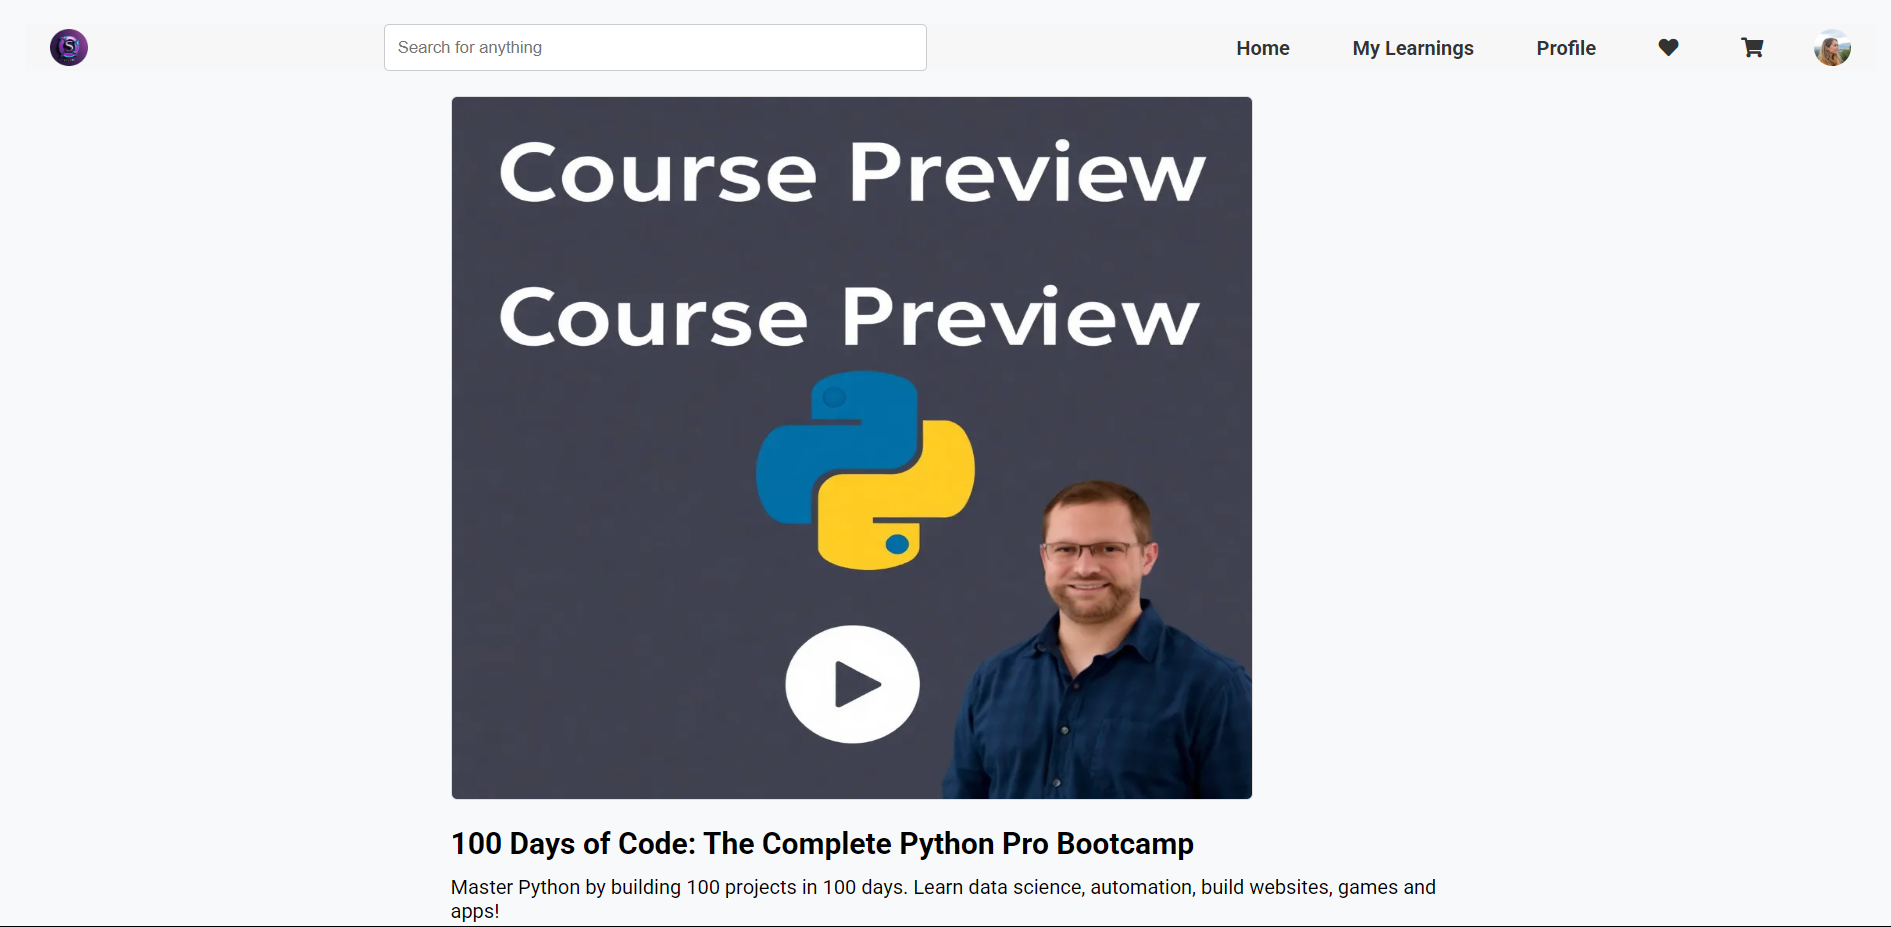 S
Search for anything
Home
My Learnings
Profile
Course Preview
Course Preview
100 Days of Code: The Complete Python Pro Bootcamp
Master Python by building 100 projects in 100 days. Learn data science, automation, build websites, games and
apps!